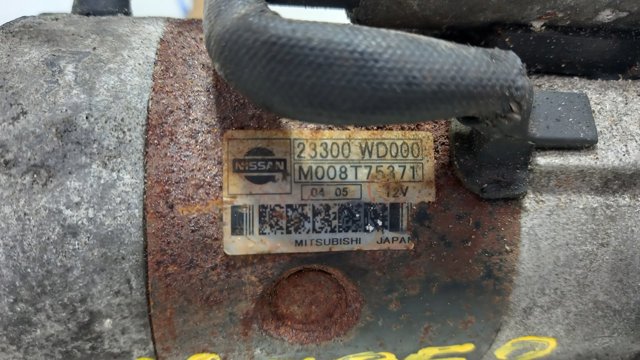 NISSAN
23300 WD000
M008T75371
04 05 12V
MITSUBISHI JAPAN